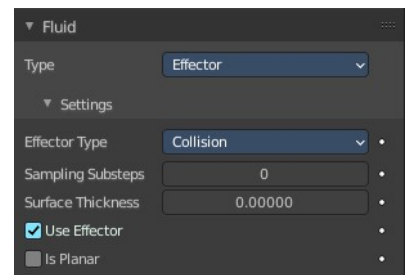 Fluid
Type Effector
Settings
Effector Type Collision
Sampling Substeps 0
Surface Thickness 0.00000
Use Effector
Is Planar